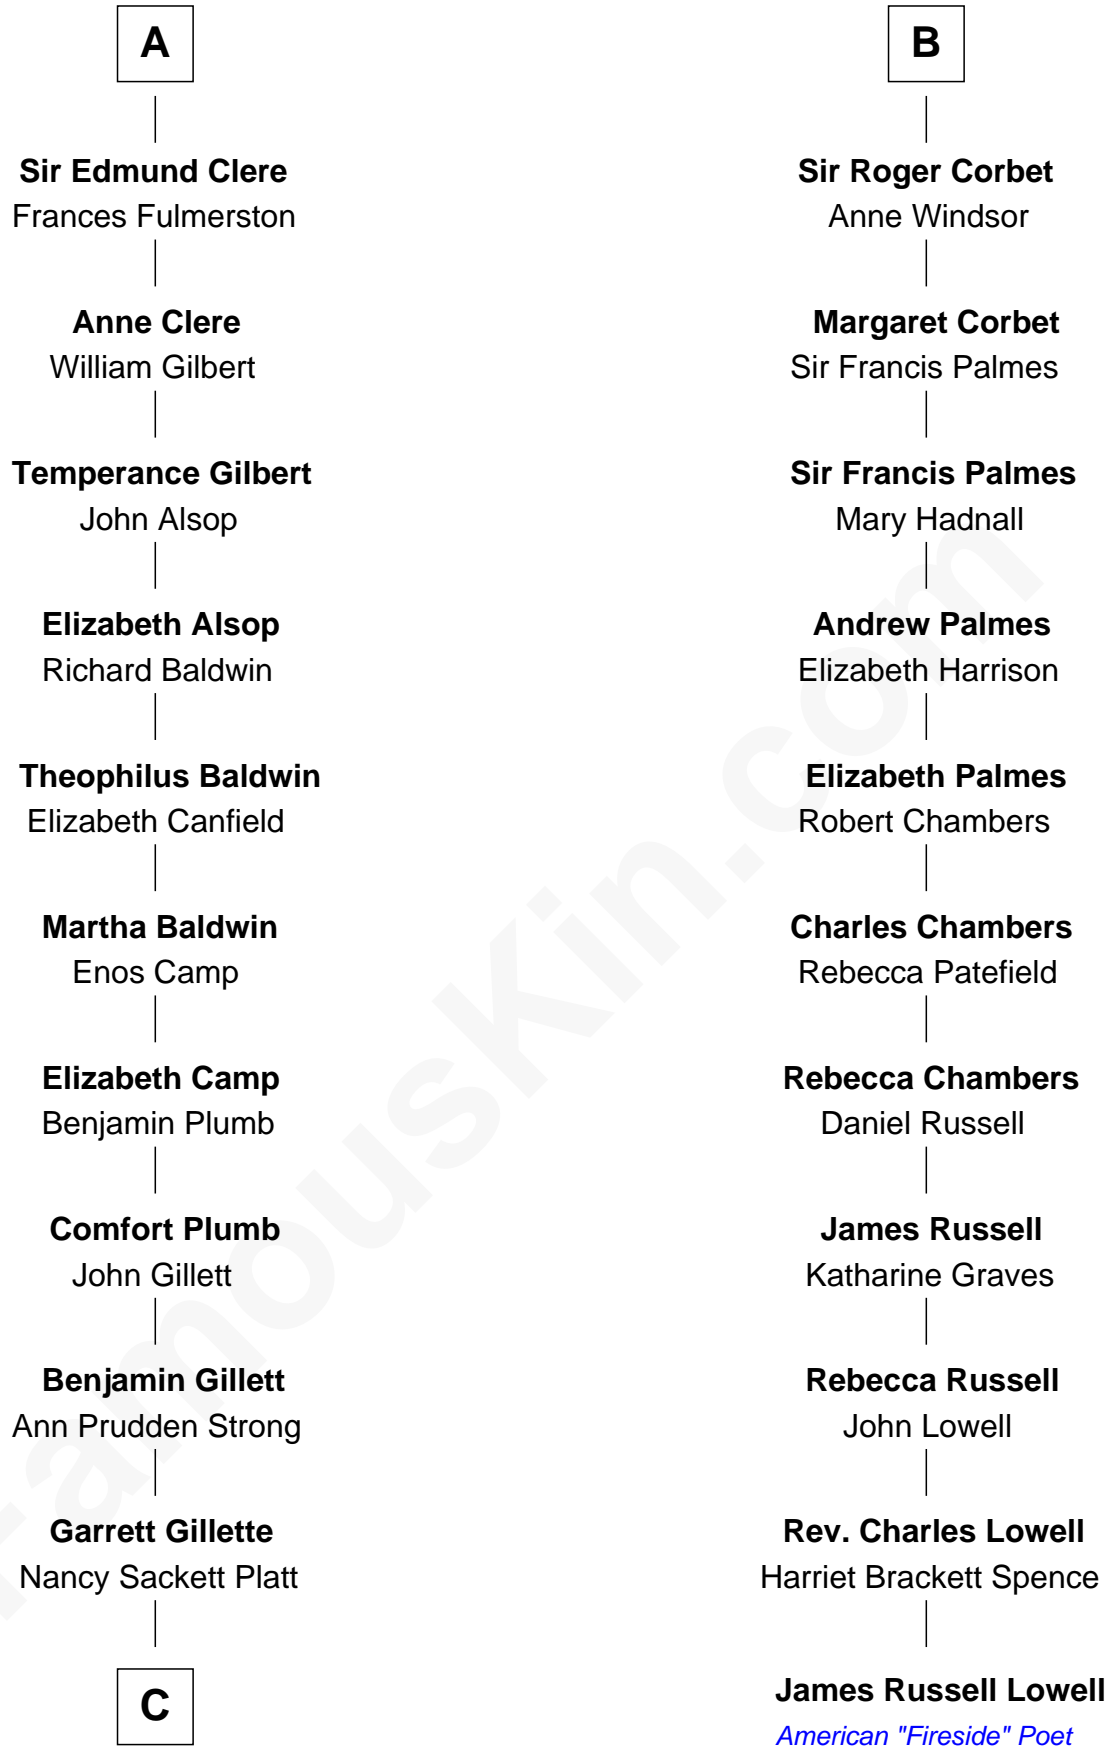 A
Sir Edmund Clere
Frances Fulmerston
Anne Clere
William Gilbert
Temperance Gilbert
John Alsop
Elizabeth Alsop
Richard Baldwin
Theophilus Baldwin
Elizabeth Canfield
Martha Baldwin
Enos Camp
Elizabeth Camp
Benjamin Plumb
Comfort Plumb
John Gillett
Benjamin Gillett
Ann Prudden Strong
Garrett Gillette
Nancy Sackett Platt
C
B
Sir Roger Corbet
Anne Windsor
Margaret Corbet
Sir Francis Palmes
Sir Francis Palmes
Mary Hadnall
Andrew Palmes
Elizabeth Harrison
Elizabeth Palmes
Robert Chambers
Charles Chambers
Rebecca Patefield
Rebecca Chambers
Daniel Russell
James Russell
Katharine Graves
Rebecca Russell
John Lowell
Rev. Charles Lowell
Harriet Brackett Spence
James Russell Lowell
American "Fireside" Poet
FamousKin.com